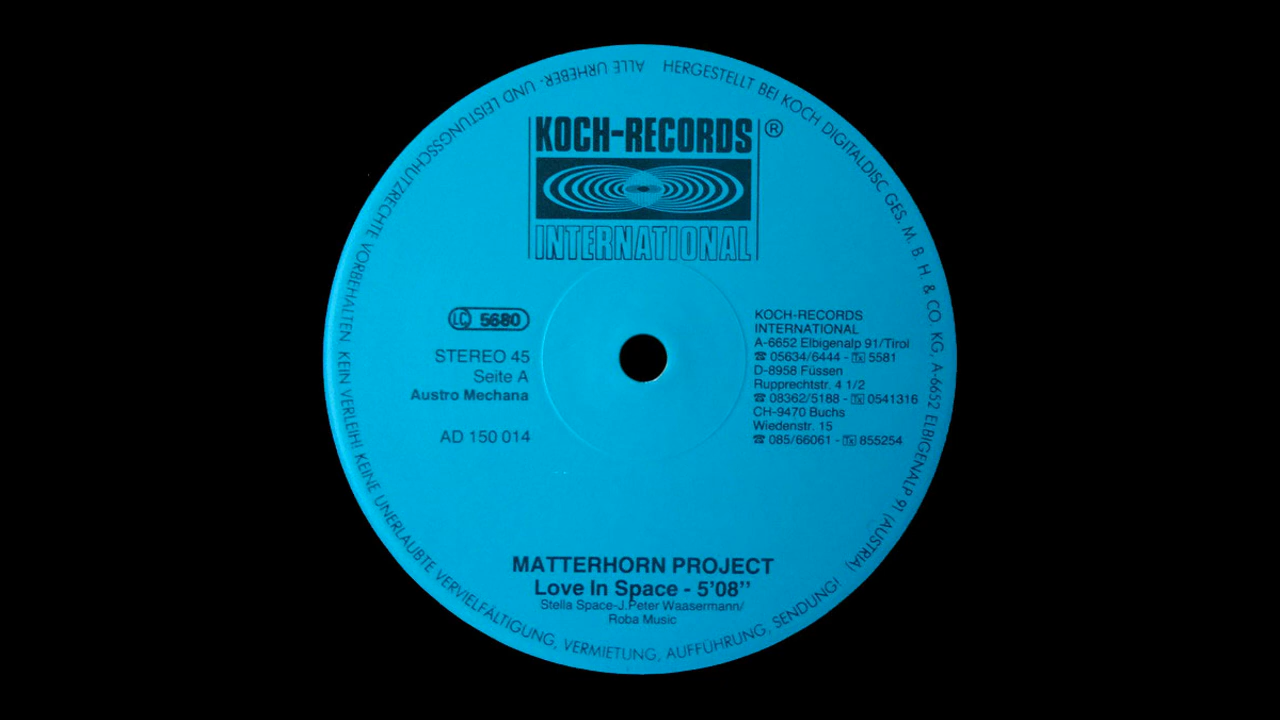 KOCH-RECORDS ®
INTERNATIONAL
LC 5680
STEREO 45
Seite A
Austro Mechana
AD 150 014
KOCH-RECORDS
INTERNATIONAL
A-6652 Elbigenalp 91/Tirol
☎ 05634/6444 - Tx 5581
D-8958 Füssen
Rupprechtstr. 4 1/2
☎ 08362/5188 - Tx 0541316
CH-9470 Buchs
Wiedenstr. 15
☎ 085/66061 - Tx 855254
MATTERHORN PROJECT
Love In Space - 5'08''
Stella Space-J.Peter Waasermann/
Roba Music
HERGESTELLT BEI KOCH DIGITALDISC GES. M. B. H. & CO. KG, A-6652 ELBIGENALP 91 (AUSTRIA)
ALLE URHEBER- UND LEISTUNGSSCHUTZRECHTE VORBEHALTEN. KEIN VERLEIH! KEINE UNERLAUBTE VERVIELFÄLTIGUNG, VERMIETUNG, AUFFÜHRUNG, SENDUNG!